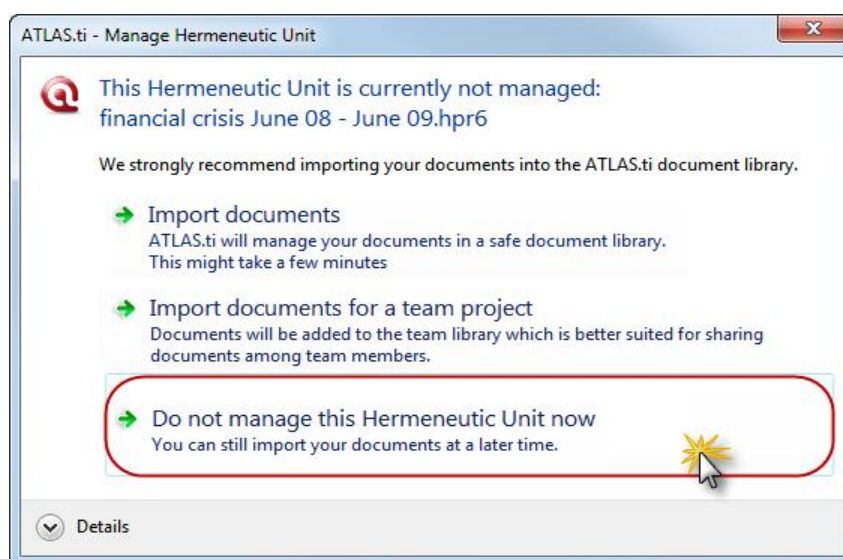 ATLAS.ti - Manage Hermeneutic Unit
This Hermeneutic Unit is currently not managed:
financial crisis June 08 - June 09.hpr6
We strongly recommend importing your documents into the ATLAS.ti document library.
Import documents
ATLAS.ti will manage your documents in a safe document library.
This might take a few minutes
Import documents for a team project
Documents will be added to the team library which is better suited for sharing
documents among team members.
Do not manage this Hermeneutic Unit now
You can still import your documents at a later time.
Details